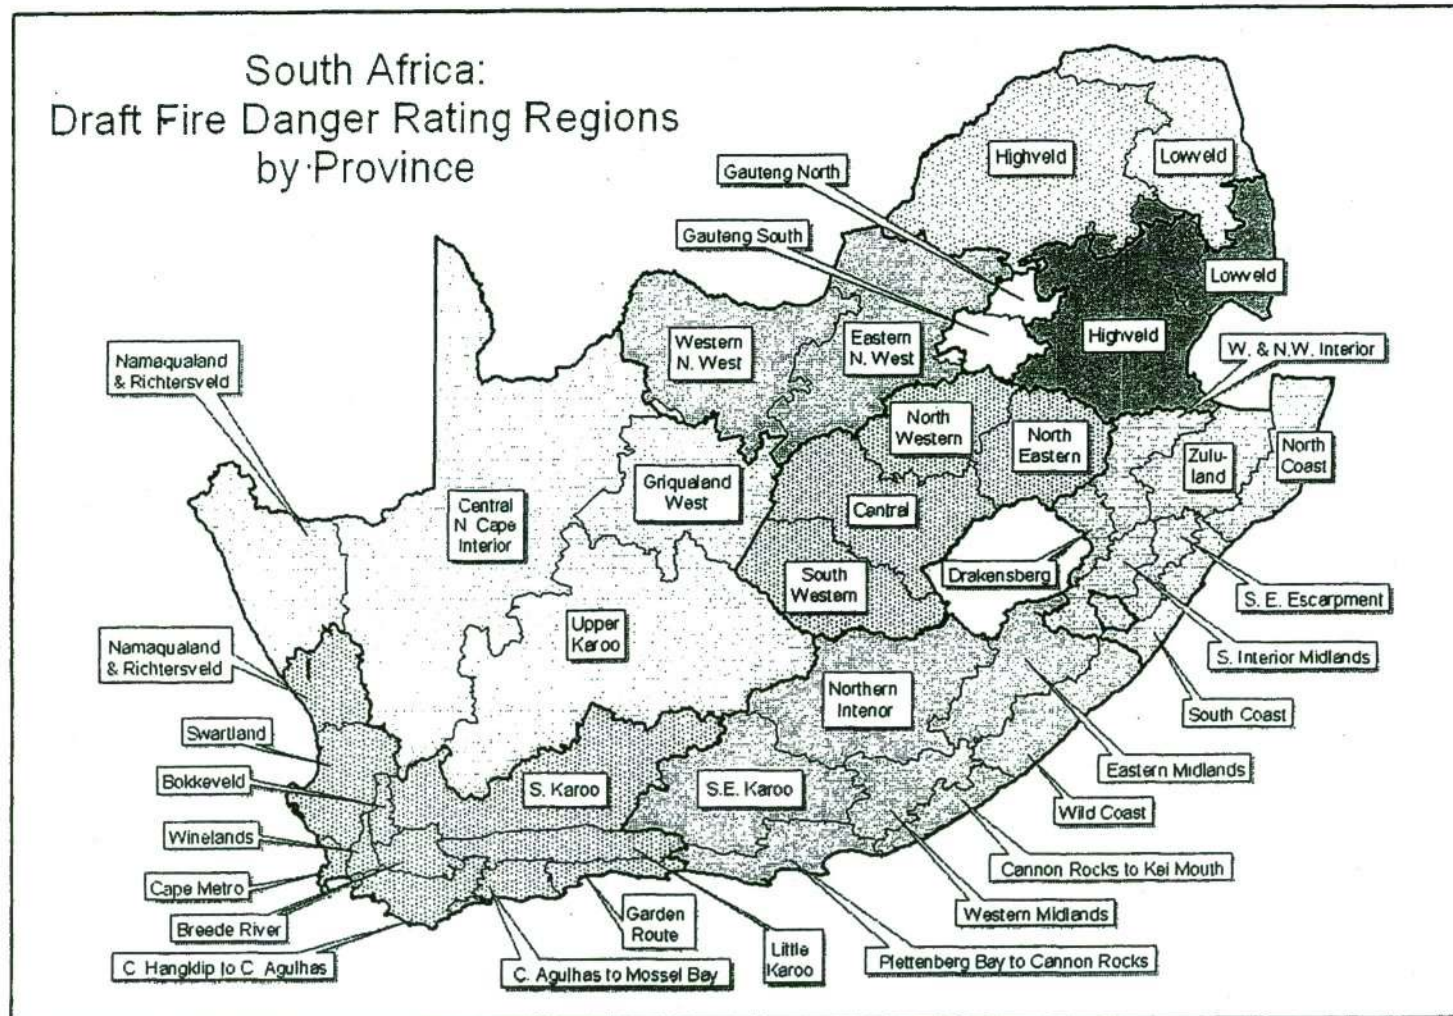 South Africa:
Draft Fire Danger Rating Regions
by Province
Highveld
Lowveld
Gauteng North
Gauteng South
Lowveld
Highveld
Western
N. West
Eastern
N. West
W. & N.W. Interior
Namaqualand
& Richtersveld
North
Western
North
Eastern
Zulu-
land
North
Coast
Griqualand
West
Central
N. Cape
Interior
Central
Drakensberg
South
Western
S. E. Escarpment
Upper
Karoo
Namaqualand
& Richtersveld
S. Interior Midlands
Northern
Interior
South Coast
Swartland
Eastern Midlands
Bokkeveld
S. Karoo
S.E. Karoo
Wild Coast
Winelands
Cannon Rocks to Kei Mouth
Cape Metro
Western Midlands
Breede River
Garden
Route
Little
Karoo
Plettenberg Bay to Cannon Rocks
C. Hangklip to C. Agulhas
C. Agulhas to Mossel Bay